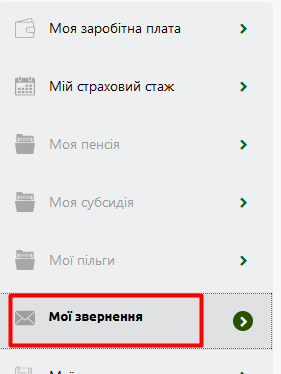 Моя заробітна плата
Мій страховий стаж
Моя пенсія
Моя субсидія
Мої пільги
Мої звернення